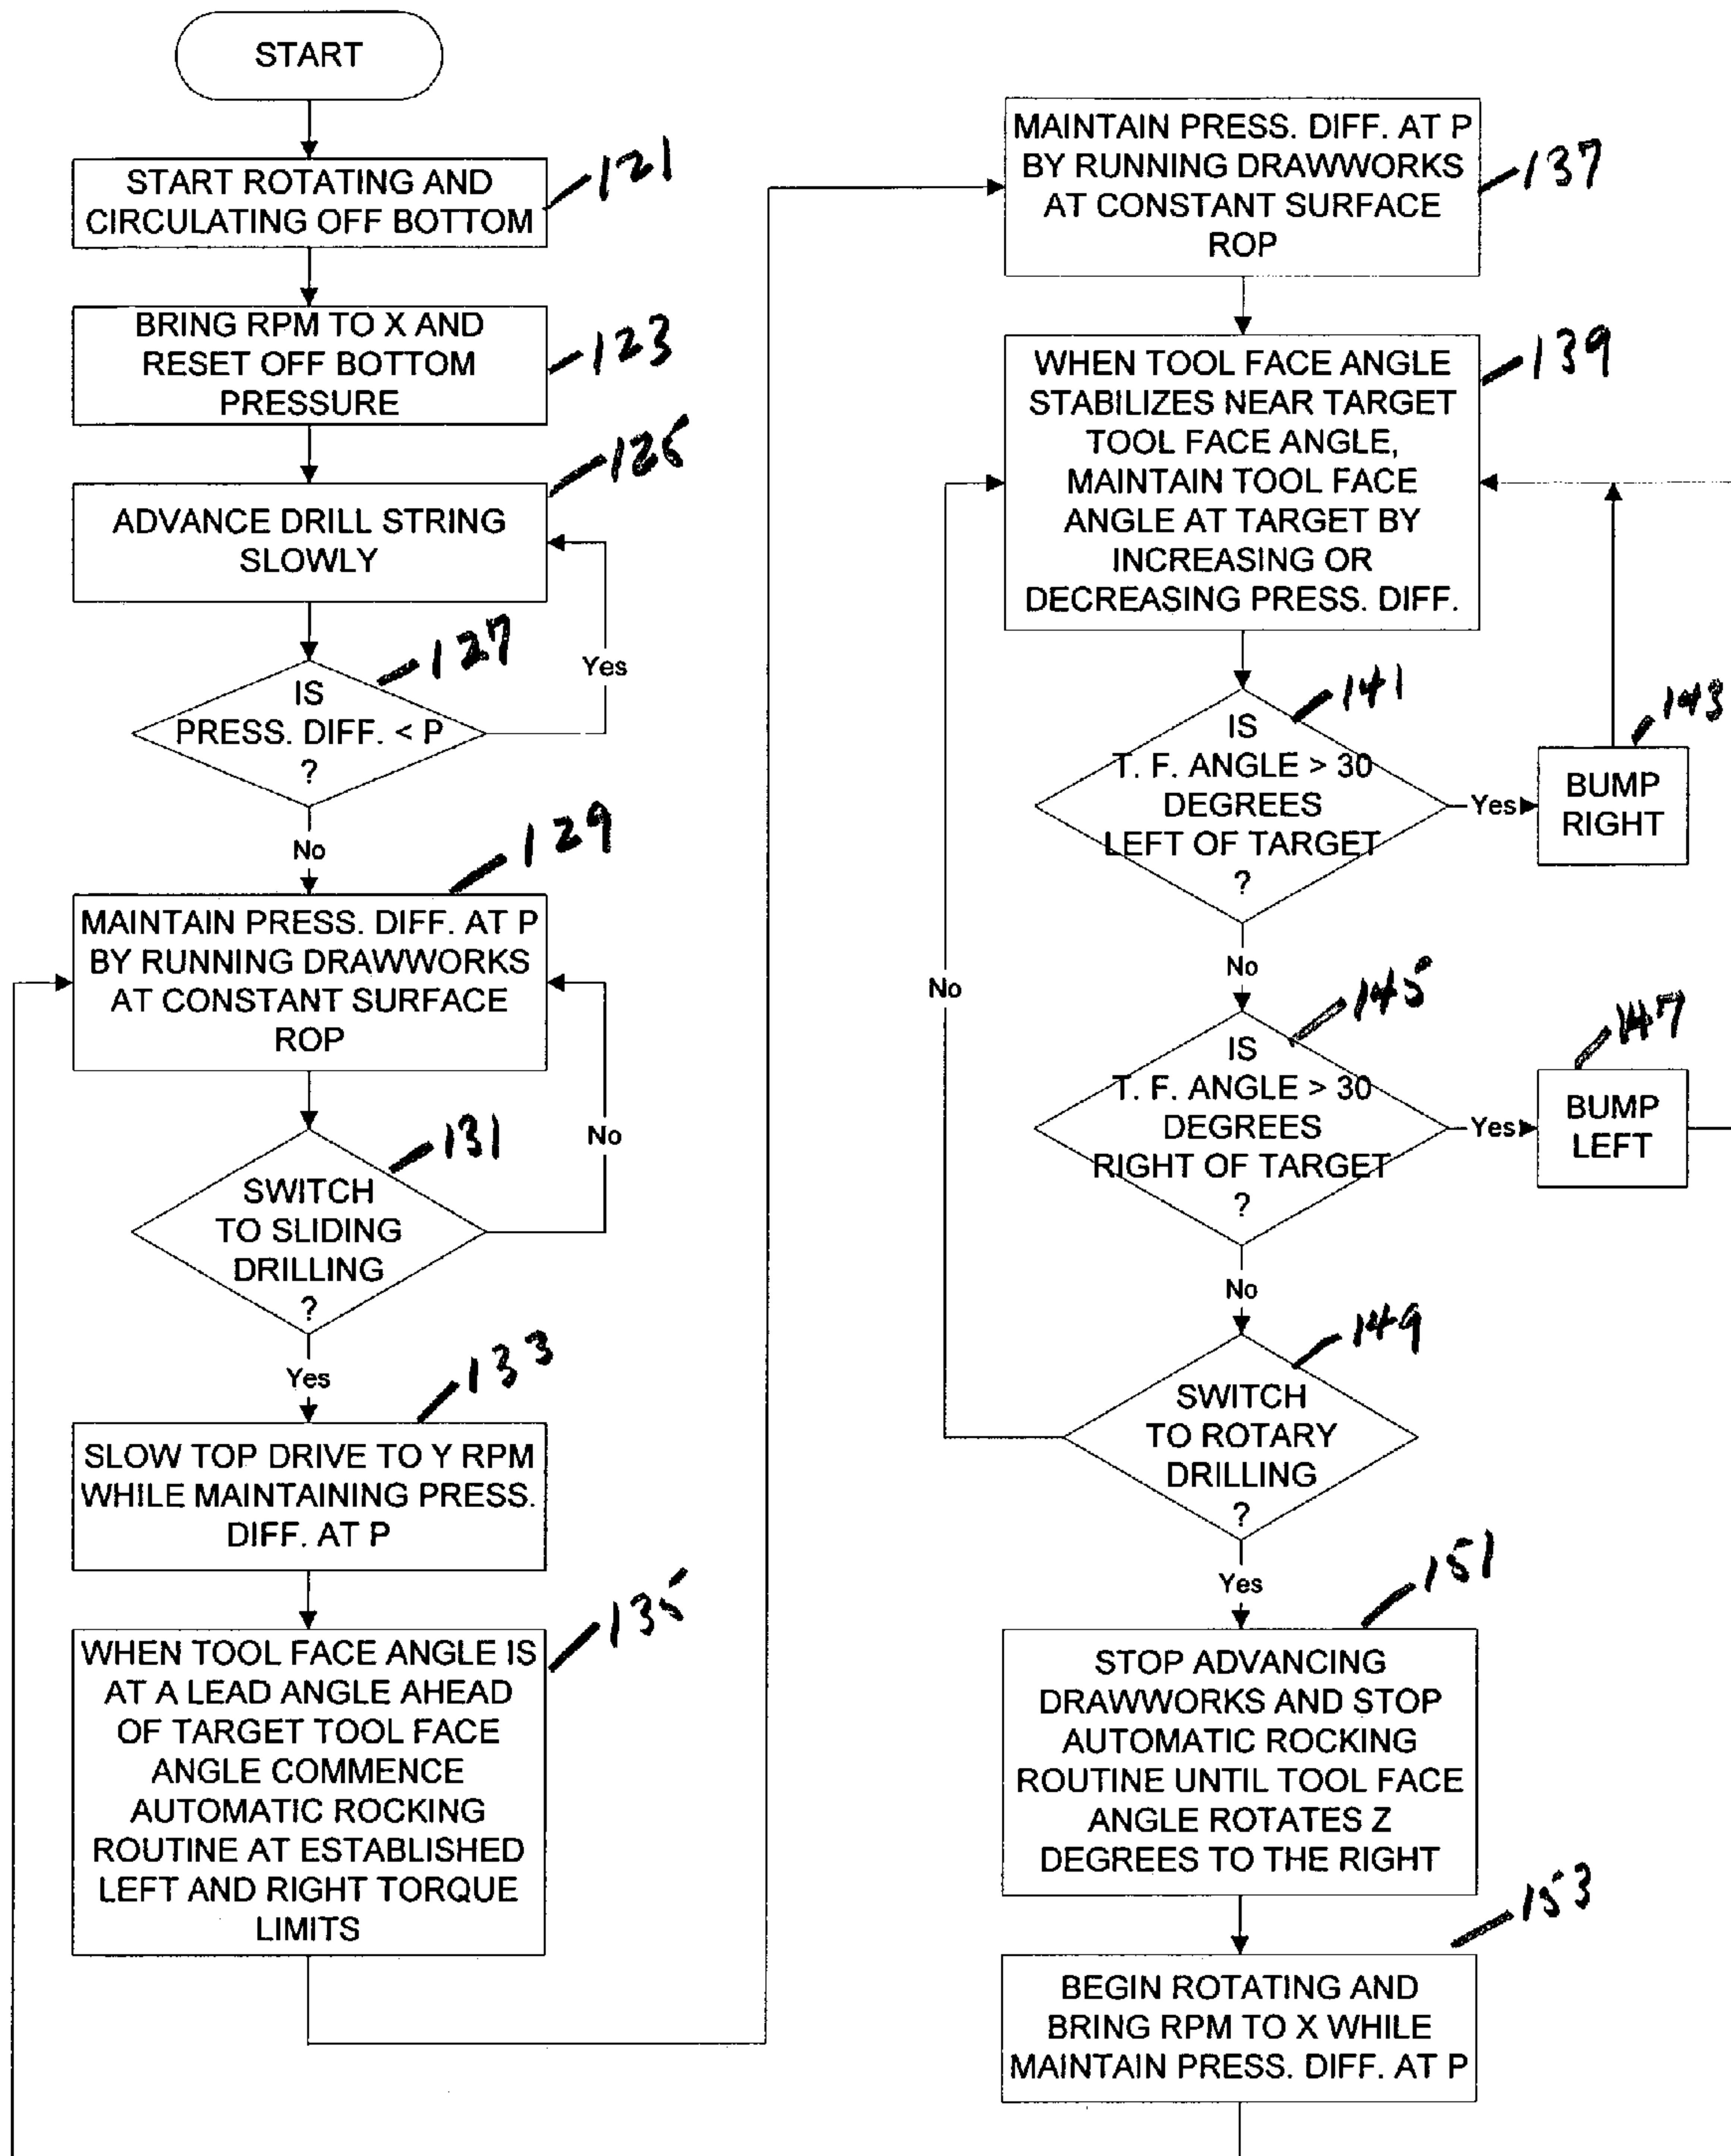 START
START ROTATING AND
CIRCULATING OFF BOTTOM
121
BRING RPM TO X AND
RESET OFF BOTTOM
PRESSURE
123
ADVANCE DRILL STRING
SLOWLY
IS
PRESS. DIFF. < P
?
127
Yes
No
MAINTAIN PRESS. DIFF. AT P
BY RUNNING DRAWWORKS
AT CONSTANT SURFACE
ROP
129
SWITCH
TO SLIDING
DRILLING
?
131
No
Yes
SLOW TOP DRIVE TO Y RPM
WHILE MAINTAINING PRESS.
DIFF. AT P
133
WHEN TOOL FACE ANGLE IS
AT A LEAD ANGLE AHEAD
OF TARGET TOOL FACE
ANGLE COMMENCE
AUTOMATIC ROCKING
ROUTINE AT ESTABLISHED
LEFT AND RIGHT TORQUE
LIMITS
135
MAINTAIN PRESS. DIFF. AT P
BY RUNNING DRAWWORKS
AT CONSTANT SURFACE
ROP
137
WHEN TOOL FACE ANGLE
STABILIZES NEAR TARGET
TOOL FACE ANGLE,
MAINTAIN TOOL FACE
ANGLE AT TARGET BY
INCREASING OR
DECREASING PRESS. DIFF.
139
IS
T. F. ANGLE > 30
DEGREES
LEFT OF TARGET
?
141
Yes
BUMP
RIGHT
143
No
IS
T. F. ANGLE > 30
DEGREES
RIGHT OF TARGET
?
145
Yes
BUMP
LEFT
147
No
SWITCH
TO ROTARY
DRILLING
?
149
No
Yes
STOP ADVANCING
DRAWWORKS AND STOP
AUTOMATIC ROCKING
ROUTINE UNTIL TOOL FACE
ANGLE ROTATES Z
DEGREES TO THE RIGHT
151
BEGIN ROTATING AND
BRING RPM TO X WHILE
MAINTAIN PRESS. DIFF. AT P
153